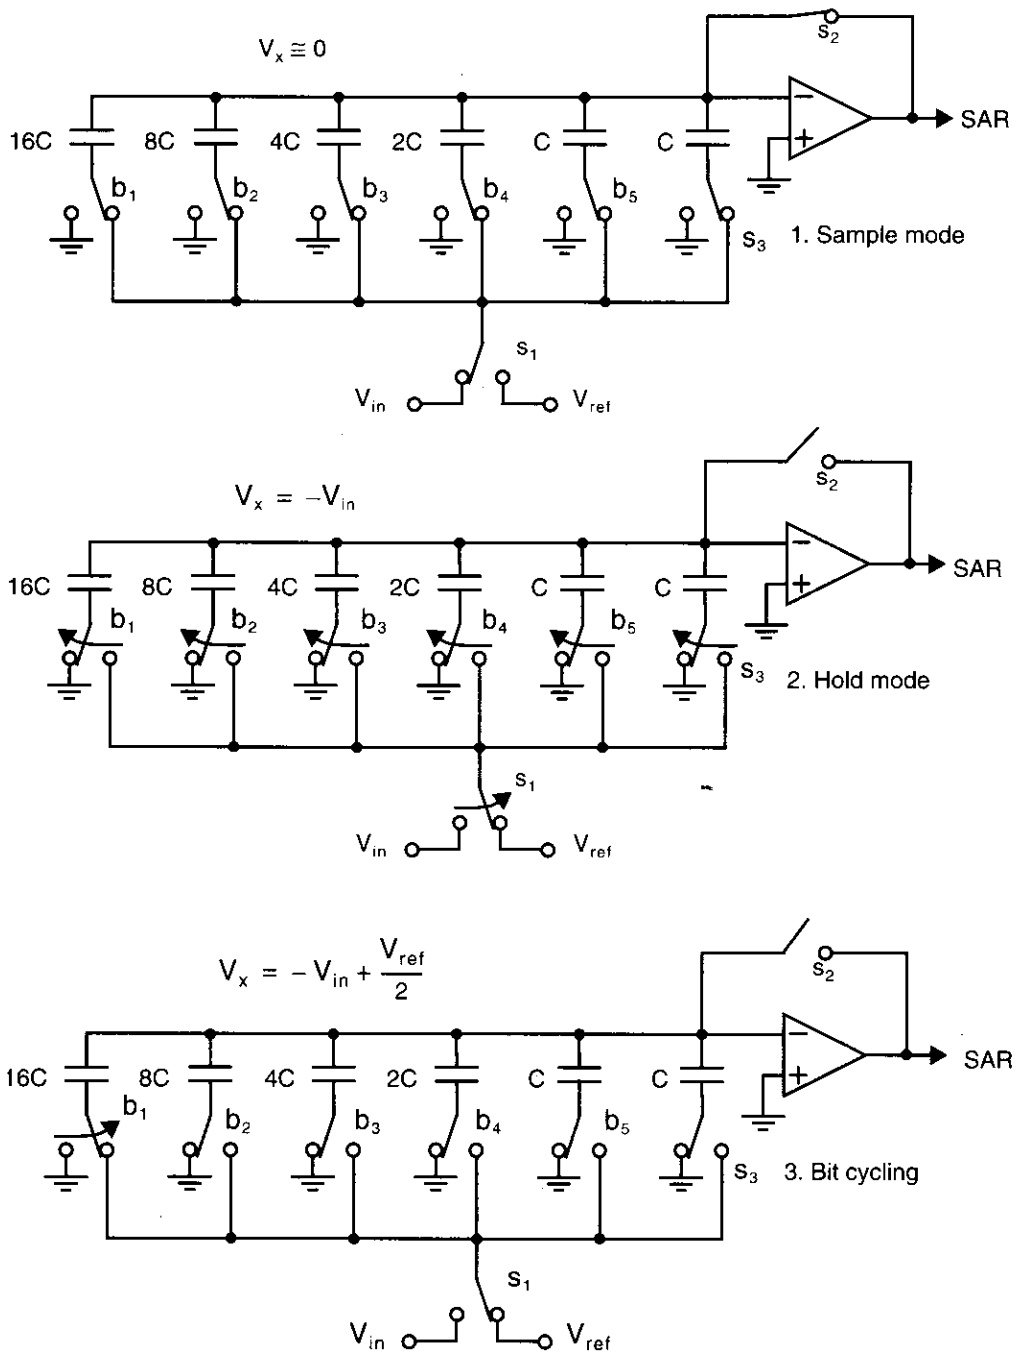 V_x ≅ 0
s_2
SAR
16C 8C 4C 2C C C
b_1 b_2 b_3 b_4 b_5 s_3
1. Sample mode
s_1
V_in V_ref
V_x = −V_in
s_2
SAR
16C 8C 4C 2C C C
b_1 b_2 b_3 b_4 b_5 s_3
2. Hold mode
s_1
V_in V_ref
V_x = − V_in + V_ref / 2
s_2
SAR
16C 8C 4C 2C C C
b_1 b_2 b_3 b_4 b_5 s_3
3. Bit cycling
s_1
V_in V_ref